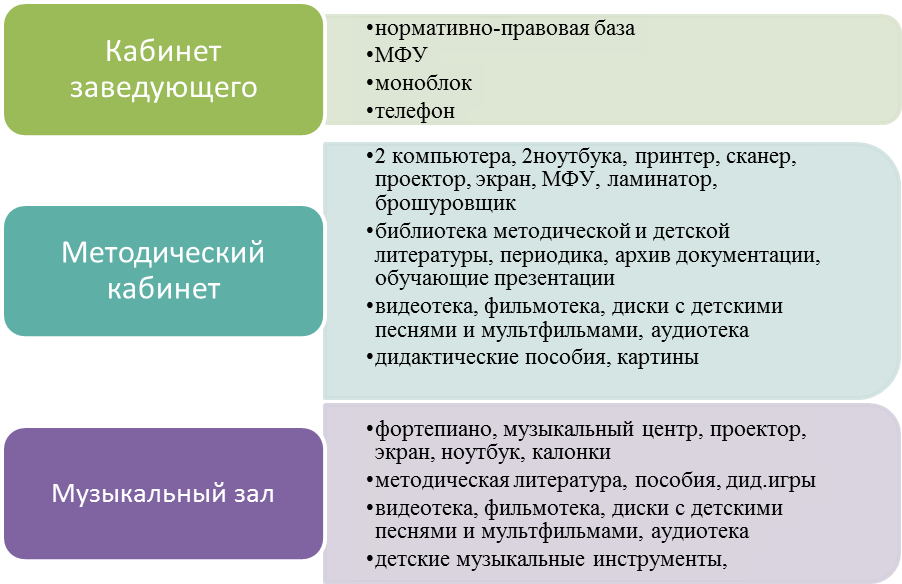 Кабинет
заведующего
•нормативно-правовая база
•МФУ
•моноблок
•телефон
Методический
кабинет
•2 компьютера, 2ноутбука, принтер, сканер,
проектор, экран, МФУ, ламинатор,
брошуровщик
•библиотека методической и детской
литературы, периодика, архив документации,
обучающие презентации
•видеотека, фильмотека, диски с детскими
песнями и мультфильмами, аудиотека
•дидактические пособия, картины
Музыкальный зал
•фортепиано, музыкальный центр, проектор,
экран, ноутбук, калонки
•методическая литература, пособия, дид.игры
•видеотека, фильмотека, диски с детскими
песнями и мультфильмами, аудиотека
•детские музыкальные инструменты,